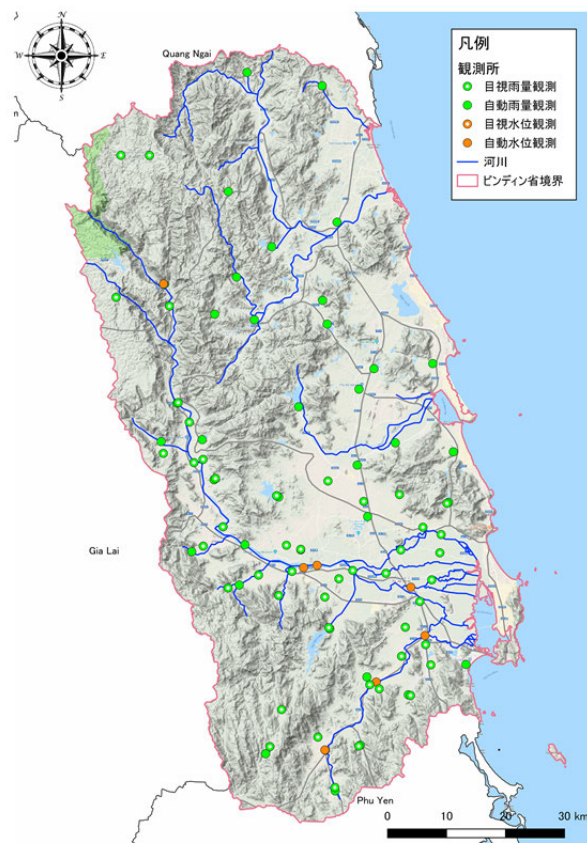 N
W
E
S
Quang Ngai
凡例
観測所
目視雨量観測
自動雨量観測
目視水位観測
自動水位観測
河川
ビンディン省境界
Gia Lai
Phu Yen
0 10 20 30 km